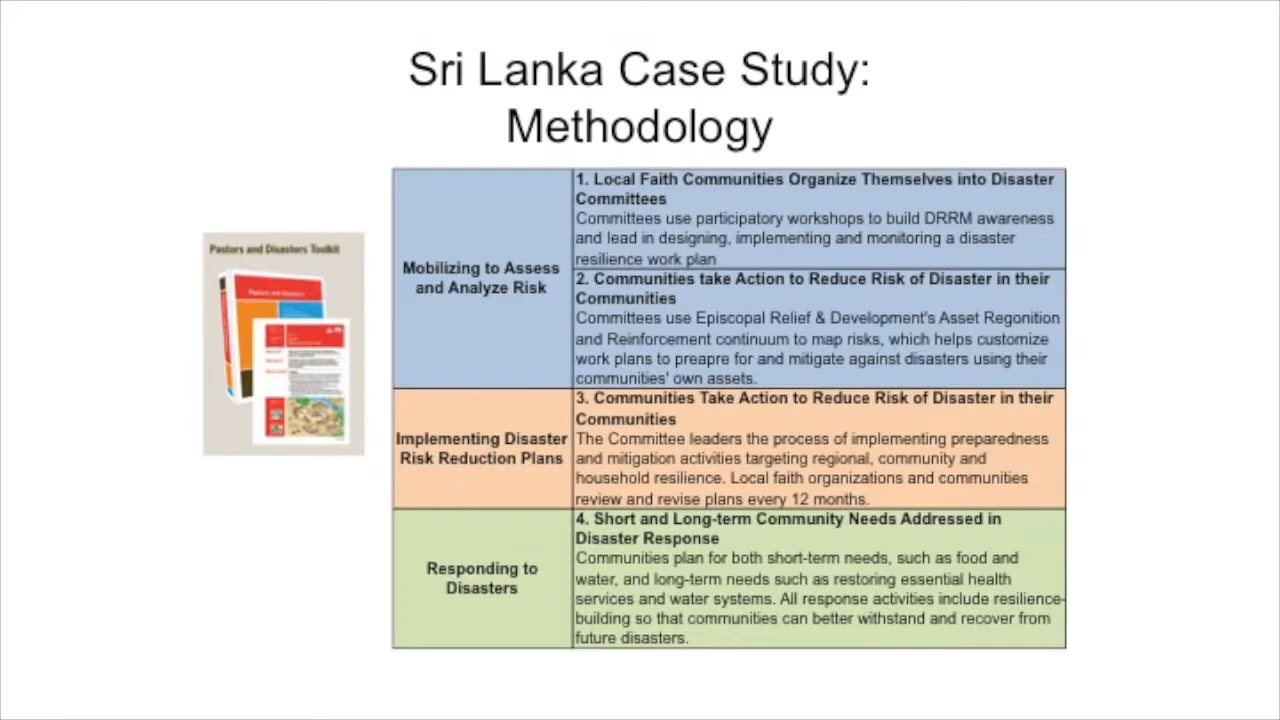 Sri Lanka Case Study:
Methodology
Pastors and Disasters Toolkit
Pastors and Disasters
Mobilizing to Assess
and Analyze Risk
1. Local Faith Communities Organize Themselves into Disaster
Committees
Committees use participatory workshops to build DRRM awareness
and lead in designing, implementing and monitoring a disaster
resilience work plan
2. Communities take Action to Reduce Risk of Disaster in their
Communities
Committees use Episcopal Relief & Development's Asset Regonition
and Reinforcement continuum to map risks, which helps customize
work plans to preapre for and mitigate against disasters using their
communities' own assets.
Implementing Disaster
Risk Reduction Plans
3. Communities Take Action to Reduce Risk of Disaster in their
Communities
The Committee leaders the process of implementing preparedness
and mitigation activities targeting regional, community and
household resilience. Local faith organizations and communities
review and revise plans every 12 months.
Responding to
Disasters
4. Short and Long-term Community Needs Addressed in
Disaster Response
Communities plan for both short-term needs, such as food and
water, and long-term needs such as restoring essential health
services and water systems. All response activities include resilience-
building so that communities can better withstand and recover from
future disasters.